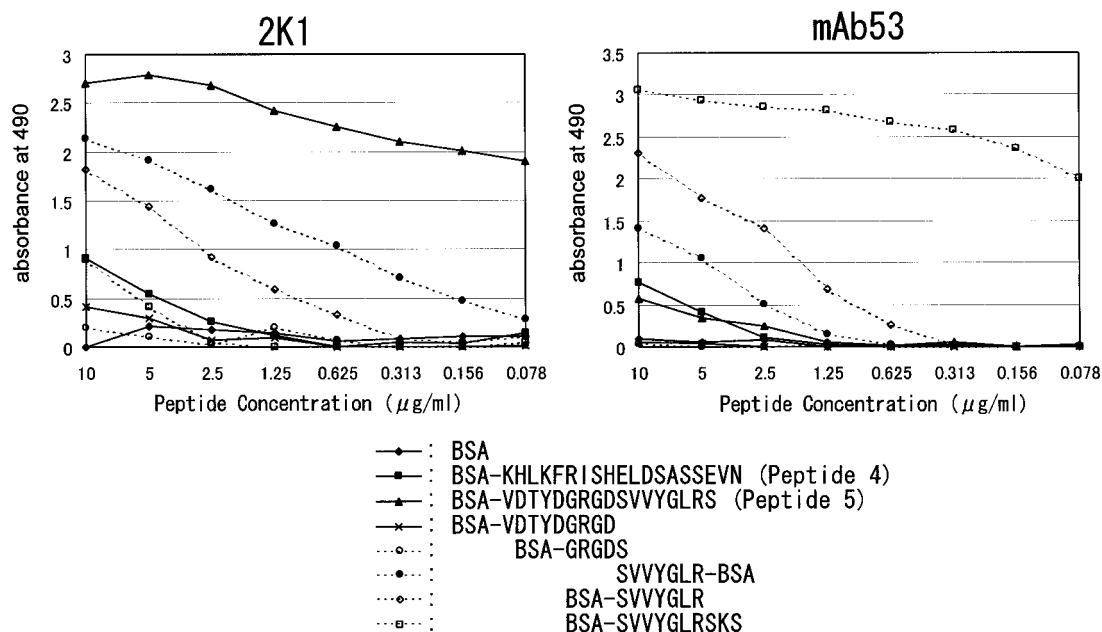 2K1
absorbance at 490
3
2.5
2
1.5
1
0.5
0
10 5 2.5 1.25 0.625 0.313 0.156 0.078
Peptide Concentration (μg/ml)
mAb53
absorbance at 490
3.5
3
2.5
2
1.5
1
0.5
0
10 5 2.5 1.25 0.625 0.313 0.156 0.078
Peptide Concentration (μg/ml)
: BSA
: BSA-KHLKFRISHELDSASSEVN (Peptide 4)
: BSA-VDTYDGRGDSVVYGLRS (Peptide 5)
: BSA-VDTYDGRGD
: BSA-GRGDS
: SVVYGLR-BSA
: BSA-SVVYGLR
: BSA-SVVYGLRSKS